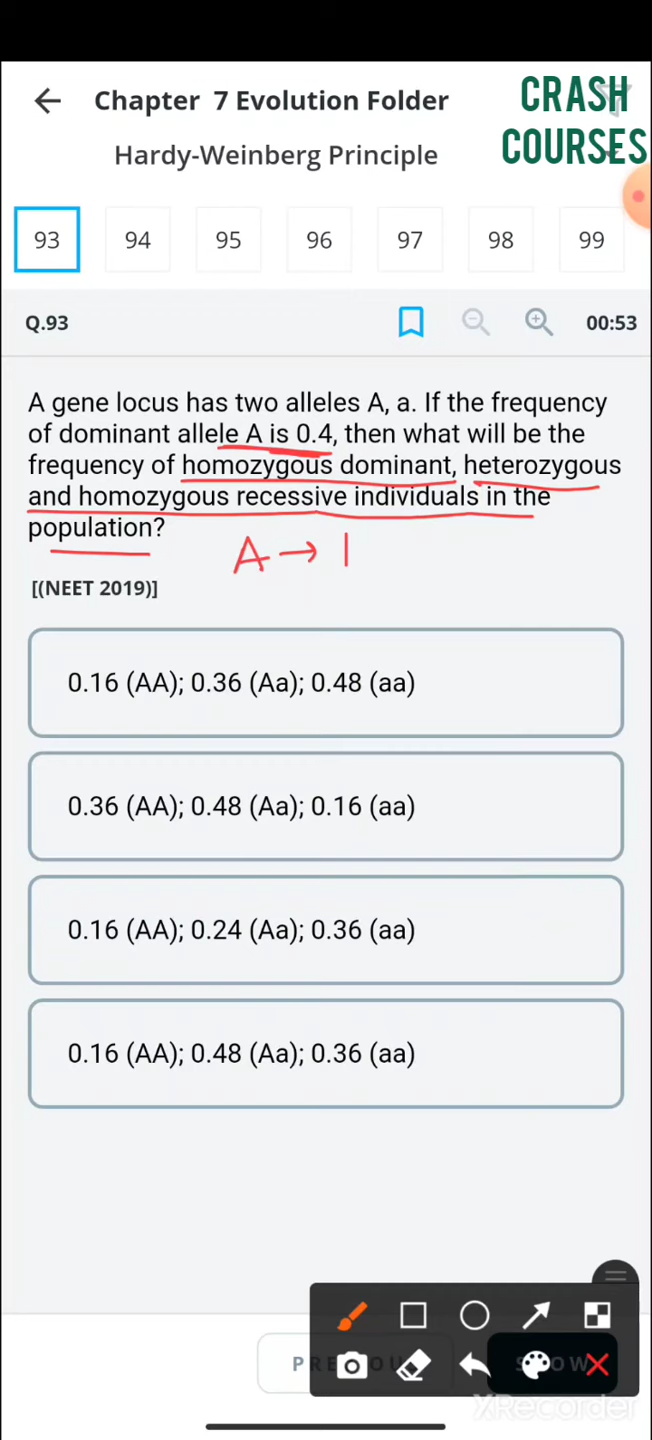 Chapter 7 Evolution Folder
CRASH
COURSES
Hardy-Weinberg Principle
93 94 95 96 97 98 99
Q.93 00:53
A gene locus has two alleles A, a. If the frequency
of dominant allele A is 0.4, then what will be the
frequency of homozygous dominant, heterozygous
and homozygous recessive individuals in the
population?
A → |
[(NEET 2019)]
0.16 (AA); 0.36 (Aa); 0.48 (aa)
0.36 (AA); 0.48 (Aa); 0.16 (aa)
0.16 (AA); 0.24 (Aa); 0.36 (aa)
0.16 (AA); 0.48 (Aa); 0.36 (aa)
XRecorder